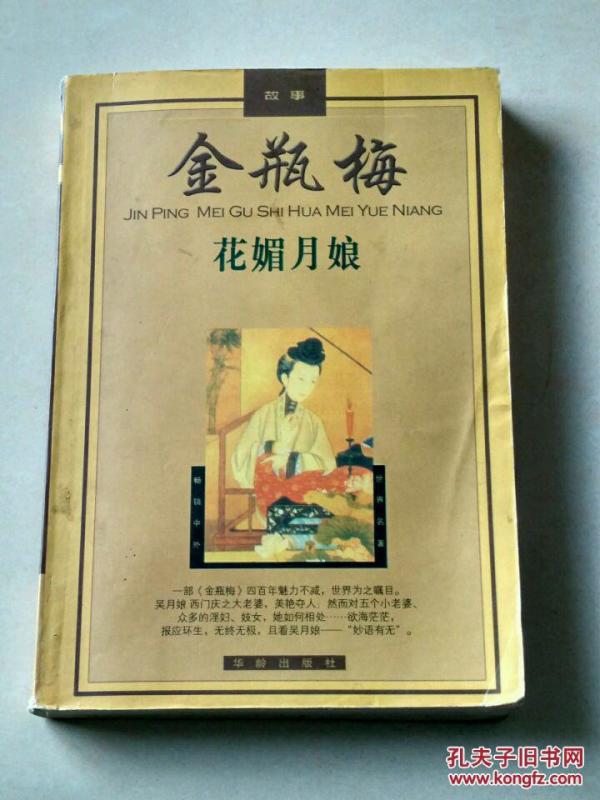 故事
金瓶梅
JIN PING MEI GU SHI HUA MEI YUE NIANG
花媚月娘
畅销中外
世界名著
一部《金瓶梅》四百年魅力不减，世界为之瞩目。
吴月娘 西门庆之大老婆，美艳夺人；然而对五个小老婆、
众多的淫妇、妓女，她如何相处……欲海茫茫，
报应环生，无终无极，且看吴月娘——“妙语有无”。
华龄出版社
孔夫子旧书网
www.kongfz.com